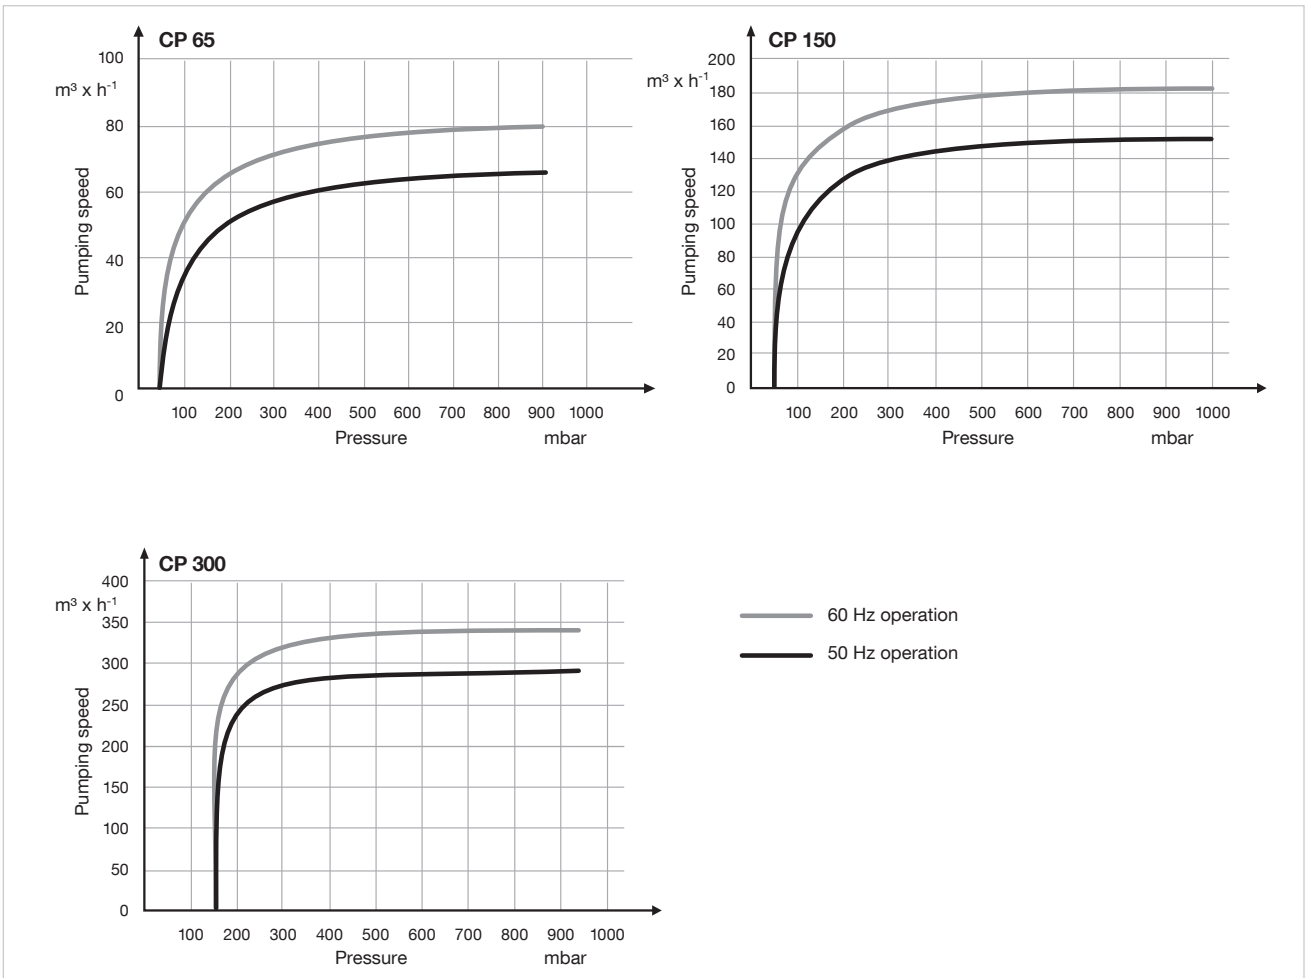 CP 65
100
m³ x h⁻¹
80
60
40
20
0
Pumping speed
100 200 300 400 500 600 700 800 900 1000
Pressure mbar
CP 150
200
m³ x h⁻¹
180
160
140
120
100
80
60
40
20
0
Pumping speed
100 200 300 400 500 600 700 800 900 1000
Pressure mbar
CP 300
400
m³ x h⁻¹
350
300
250
200
150
100
50
0
Pumping speed
100 200 300 400 500 600 700 800 900 1000
Pressure mbar
60 Hz operation
50 Hz operation